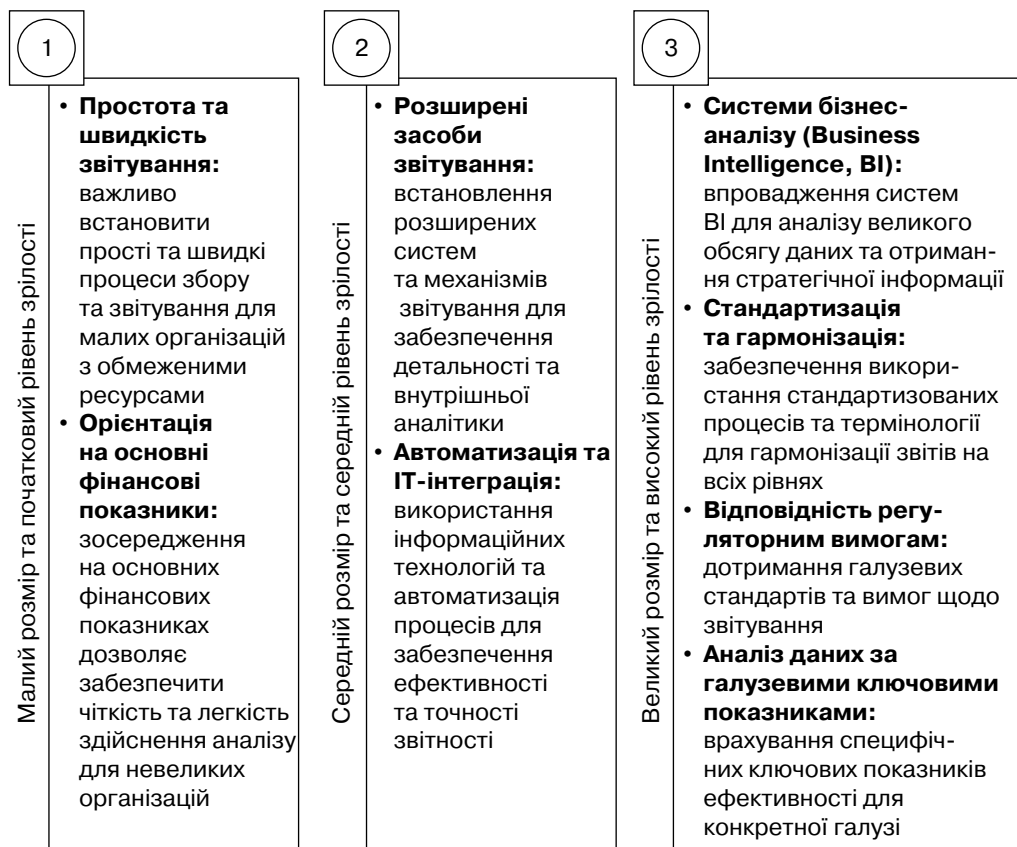 1
Малий розмір та початковий рівень зрілості
• Простота та
швидкість
звітування:
важливо
встановити
прості та швидкі
процеси збору
та звітування для
малих організацій
з обмеженими
ресурсами
• Орієнтація
на основні
фінансові
показники:
зосередження
на основних
фінансових
показниках
дозволяє
забезпечити
чіткість та легкість
здійснення аналізу
для невеликих
організацій
2
Середній розмір та середній рівень зрілості
• Розширені
засоби
звітування:
встановлення
розширених
систем
та механізмів
звітування для
забезпечення
детальності та
внутрішньої
аналітики
• Автоматизація та
ІТ-інтеграція:
використання
інформаційних
технологій та
автоматизація
процесів для
забезпечення
ефективності
та точності
звітності
3
Великий розмір та високий рівень зрілості
• Системи бізнес-
аналізу (Business
Intelligence, BI):
впровадження систем
BI для аналізу великого
обсягу даних та отриман-
ня стратегічної інформації
• Стандартизація
та гармонізація:
забезпечення викори-
стання стандартизованих
процесів та термінології
для гармонізації звітів на
всіх рівнях
• Відповідність регу-
ляторним вимогам:
дотримання галузевих
стандартів та вимог щодо
звітування
• Аналіз даних за
галузевими ключовими
показниками:
врахування специфіч-
них ключових показників
ефективності для
конкретної галузі